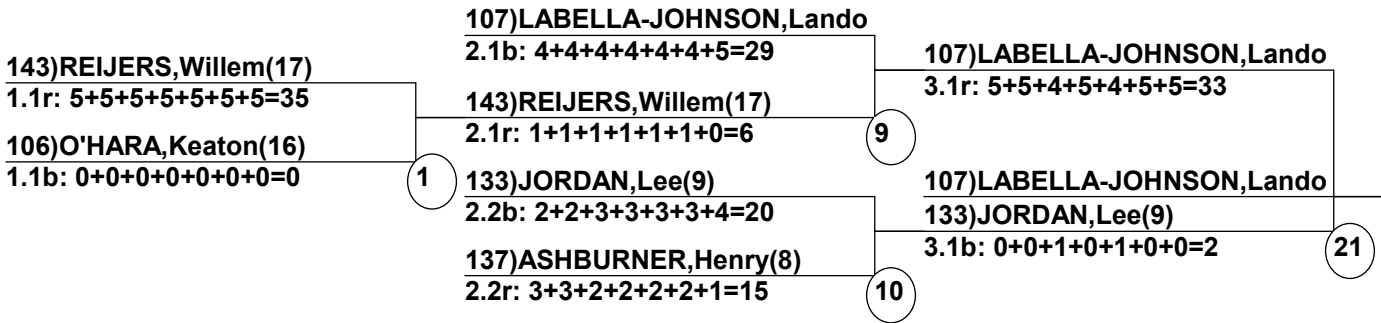 143)REIJERS,Willem(17)
1.1r: 5+5+5+5+5+5+5=35
106)O'HARA,Keaton(16)
1.1b: 0+0+0+0+0+0+0=0
1
107)LABELLA-JOHNSON,Lando
2.1b: 4+4+4+4+4+4+5=29
143)REIJERS,Willem(17)
2.1r: 1+1+1+1+1+1+0=6
9
133)JORDAN,Lee(9)
2.2b: 2+2+3+3+3+3+4=20
137)ASHBURNER,Henry(8)
2.2r: 3+3+2+2+2+2+1=15
10
107)LABELLA-JOHNSON,Lando
3.1r: 5+5+4+5+4+5+5=33
107)LABELLA-JOHNSON,Lando
133)JORDAN,Lee(9)
3.1b: 0+0+1+0+1+0+0=2
21